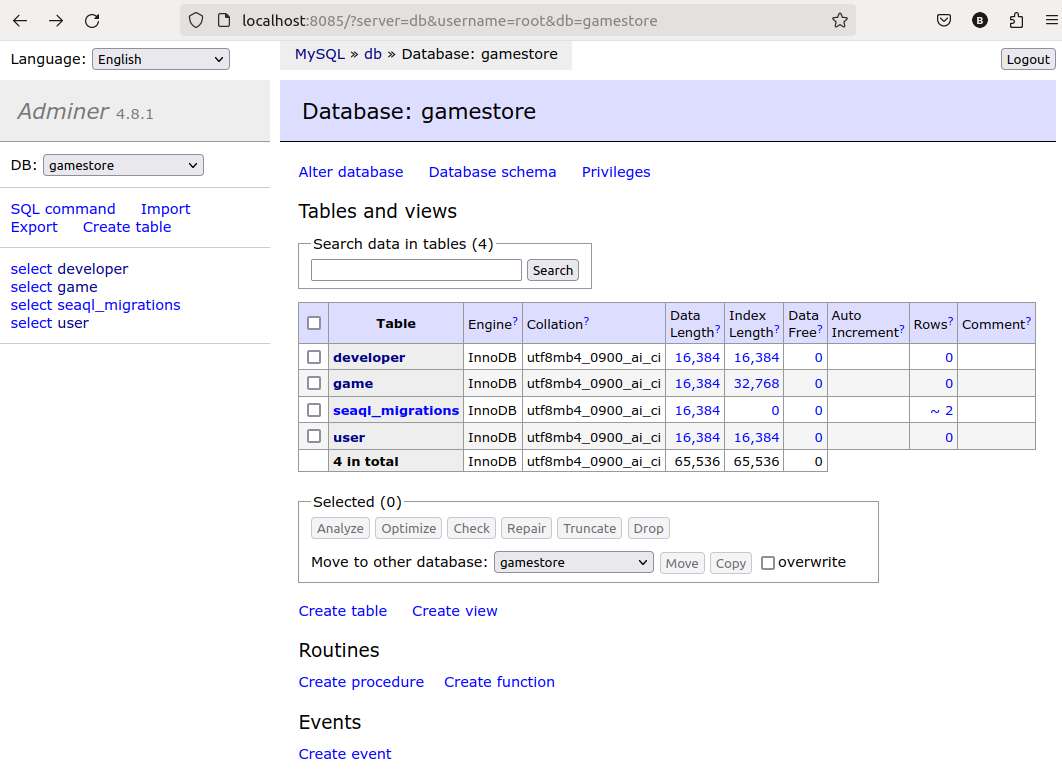 localhost:8085/?server=db&username=root&db=gamestore
B
Language: English
MySQL » db » Database: gamestore
Logout
Adminer 4.8.1
Database: gamestore
DB: gamestore
Alter database Database schema Privileges
SQL command Import
Export Create table
select developer
select game
select seaql_migrations
select user
Tables and views
Search data in tables (4)
Search
Table Engine? Collation? Data Length? Index Length? Data Free? Auto Increment? Rows? Comment?
developer InnoDB utf8mb4_0900_ai_ci 16,384 16,384 0 0
game InnoDB utf8mb4_0900_ai_ci 16,384 32,768 0 0
seaql_migrations InnoDB utf8mb4_0900_ai_ci 16,384 0 0 ~ 2
user InnoDB utf8mb4_0900_ai_ci 16,384 16,384 0 0
4 in total InnoDB utf8mb4_0900_ai_ci 65,536 65,536 0
Selected (0)
Analyze Optimize Check Repair Truncate Drop
Move to other database: gamestore Move Copy overwrite
Create table Create view
Routines
Create procedure Create function
Events
Create event